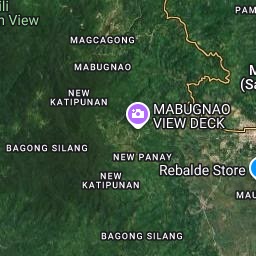 ili
n View
MAGCAGONG
MABUGNAO
NEW
KATIPUNAN
MABUGNAO
VIEW DECK
BAGONG SILANG
NEW PANAY
Rebalde Store
NEW
KATIPUNAN
BAGONG SILANG
M
(Sa
MAU